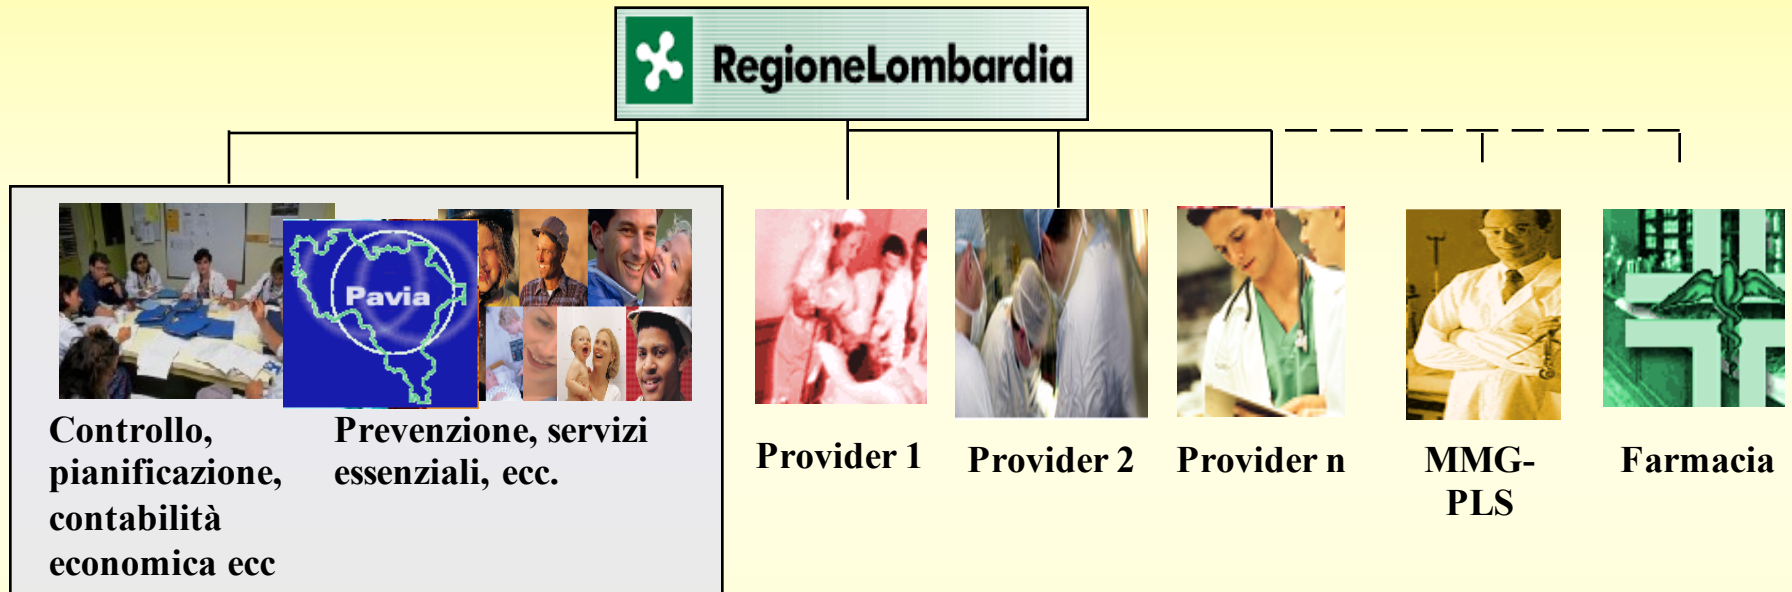 RegioneLombardia
Pavia
Controllo,
pianificazione,
contabilità
economica ecc
Prevenzione, servizi
essenziali, ecc.
Provider 1
Provider 2
Provider n
MMG-
PLS
Farmacia